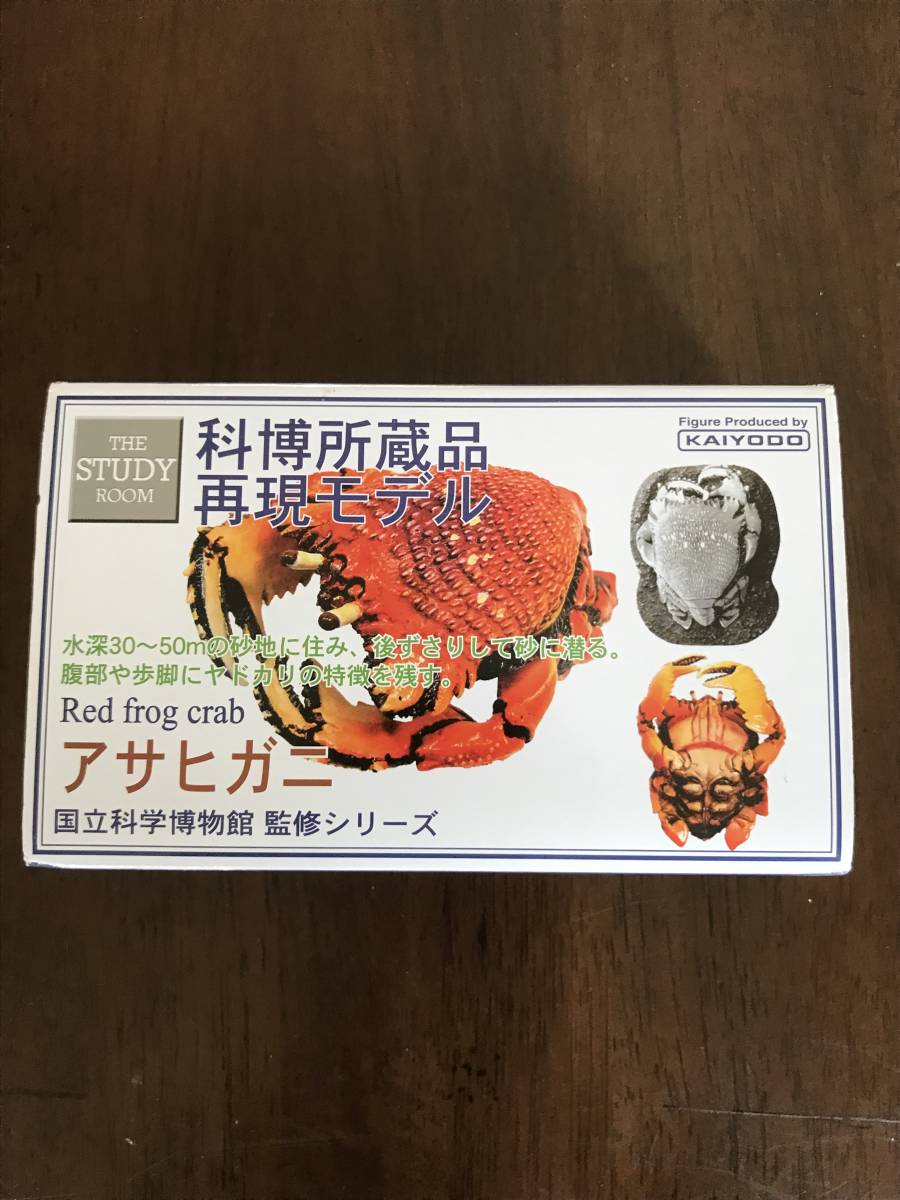 THE
STUDY
ROOM
科博所蔵品
再現モデル
Figure Produced by
KAIYODO
水深30〜50mの砂地に住み、後ずさりして砂に潜る。
腹部や歩脚にヤドカリの特徴を残す。
Red frog crab
アサヒガニ
国立科学博物館 監修シリーズ